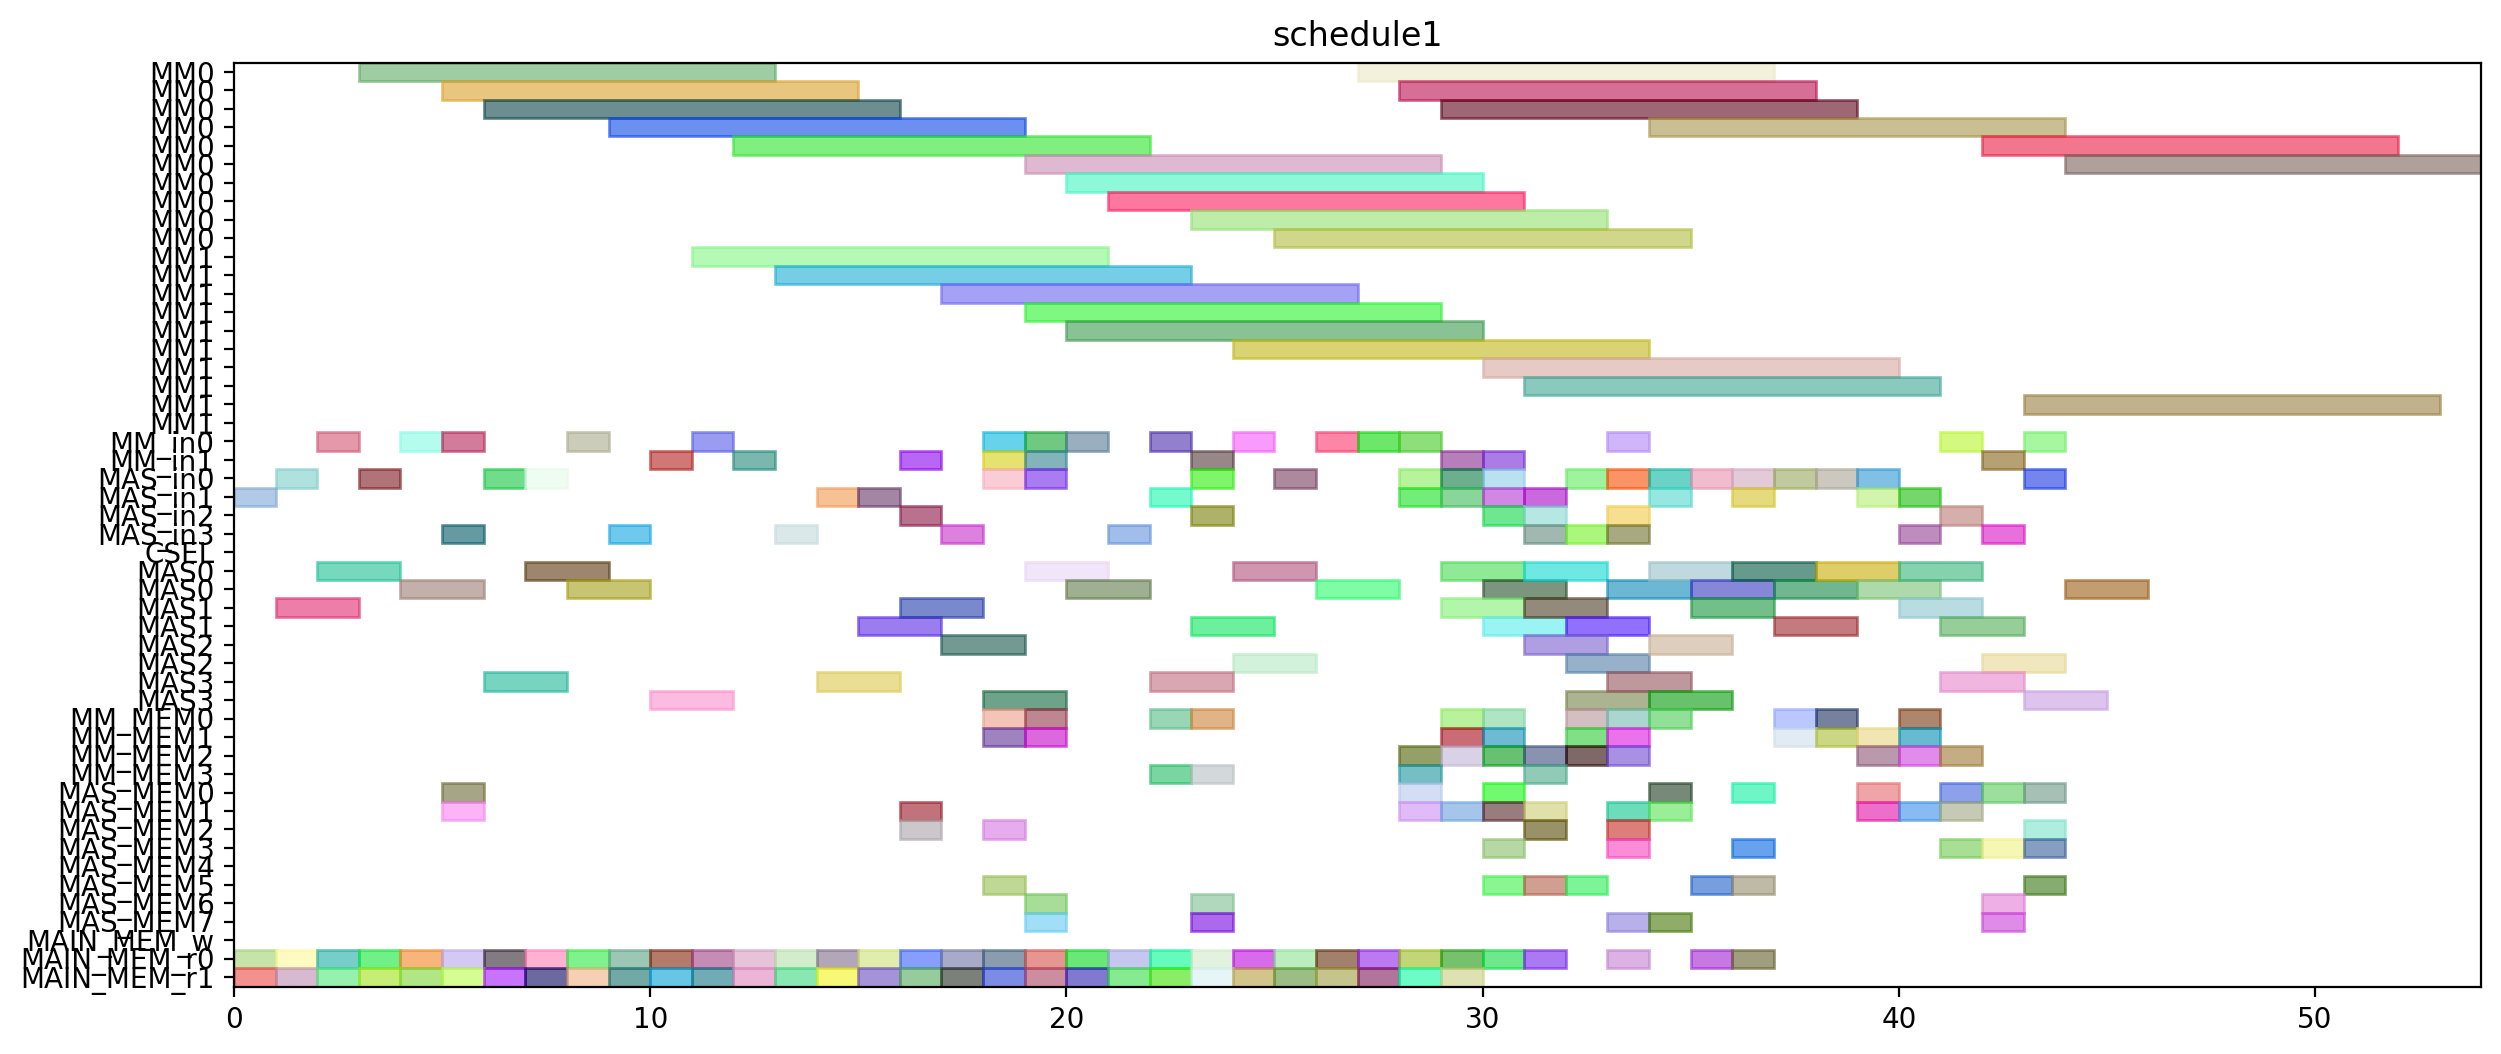 schedule1
MM0
MM0
MM0
MM0
MM0
MM0
MM0
MM0
MM0
MM0
MM1
MM1
MM1
MM1
MM1
MM1
MM1
MM1
MM1
MM1
MM_in0
MM_in1
MAS_in0
MAS_in1
MAS_in2
MAS_in3
CSEL
MAS0
MAS0
MAS1
MAS1
MAS2
MAS2
MAS3
MAS3
MM_MEM0
MM_MEM1
MM_MEM2
MM_MEM3
MAS_MEM0
MAS_MEM1
MAS_MEM2
MAS_MEM3
MAS_MEM4
MAS_MEM5
MAS_MEM6
MAS_MEM7
MAIN_MEM_w
MAIN_MEM_r0
MAIN_MEM_r1
0 10 20 30 40 50